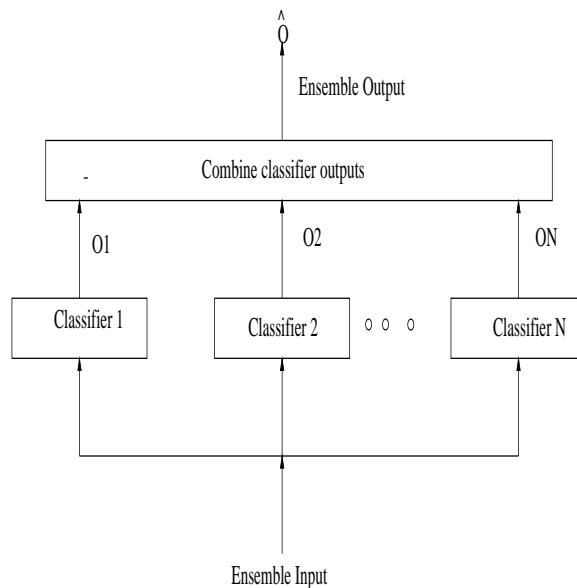 Ô
Ensemble Output
Combine classifier outputs
O1 O2 ON
Classifier 1 Classifier 2 o o o Classifier N
Ensemble Input